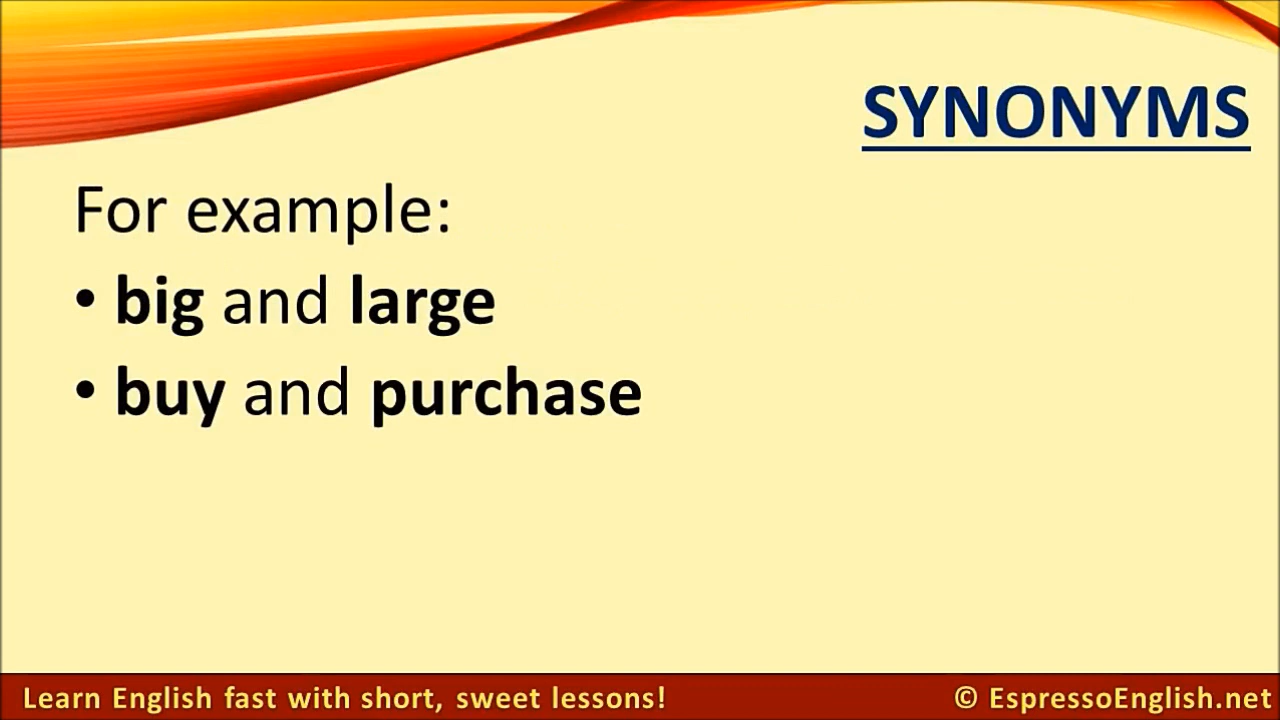 SYNONYMS
For example:
• big and large
• buy and purchase
Learn English fast with short, sweet lessons!
© EspressoEnglish.net